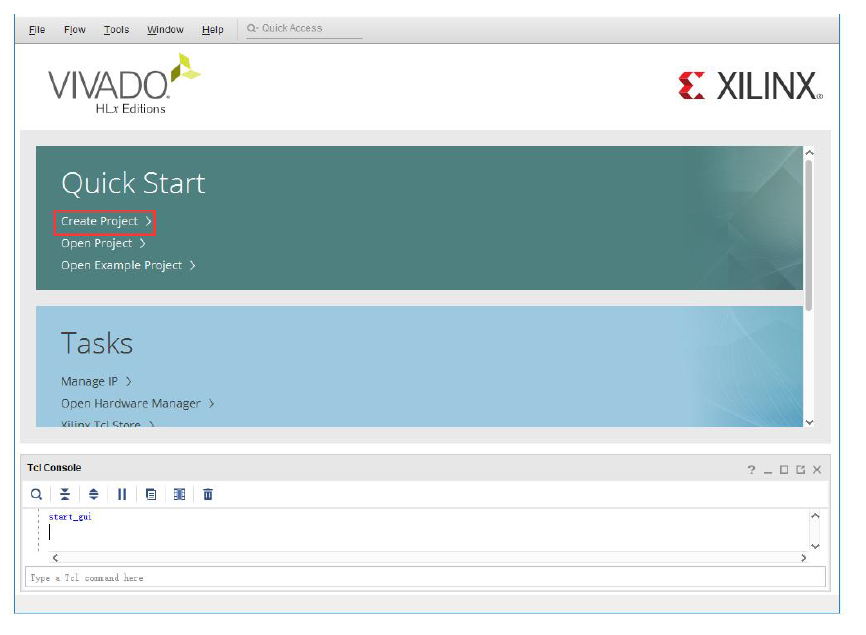 File Flow Tools Window Help Quick Access
VIVADO.
HLx Editions
XILINX®
Quick Start
Create Project >
Open Project >
Open Example Project >
Tasks
Manage IP >
Open Hardware Manager >
Xilinx Tcl Store >
Tcl Console
start_gui
Type a Tcl command here